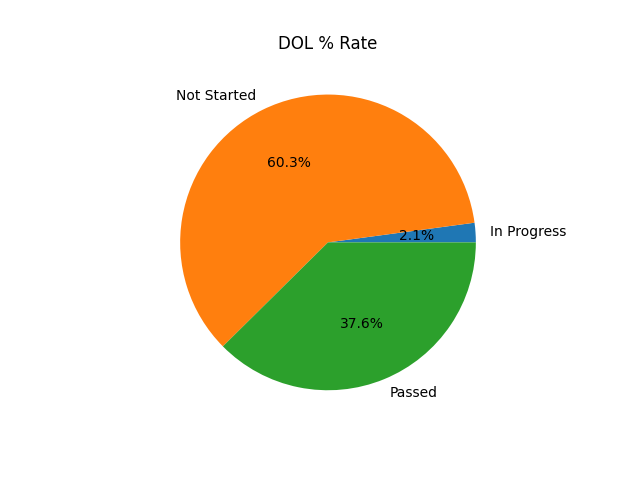 DOL % Rate
Not Started
60.3%
In Progress
2.1%
37.6%
Passed